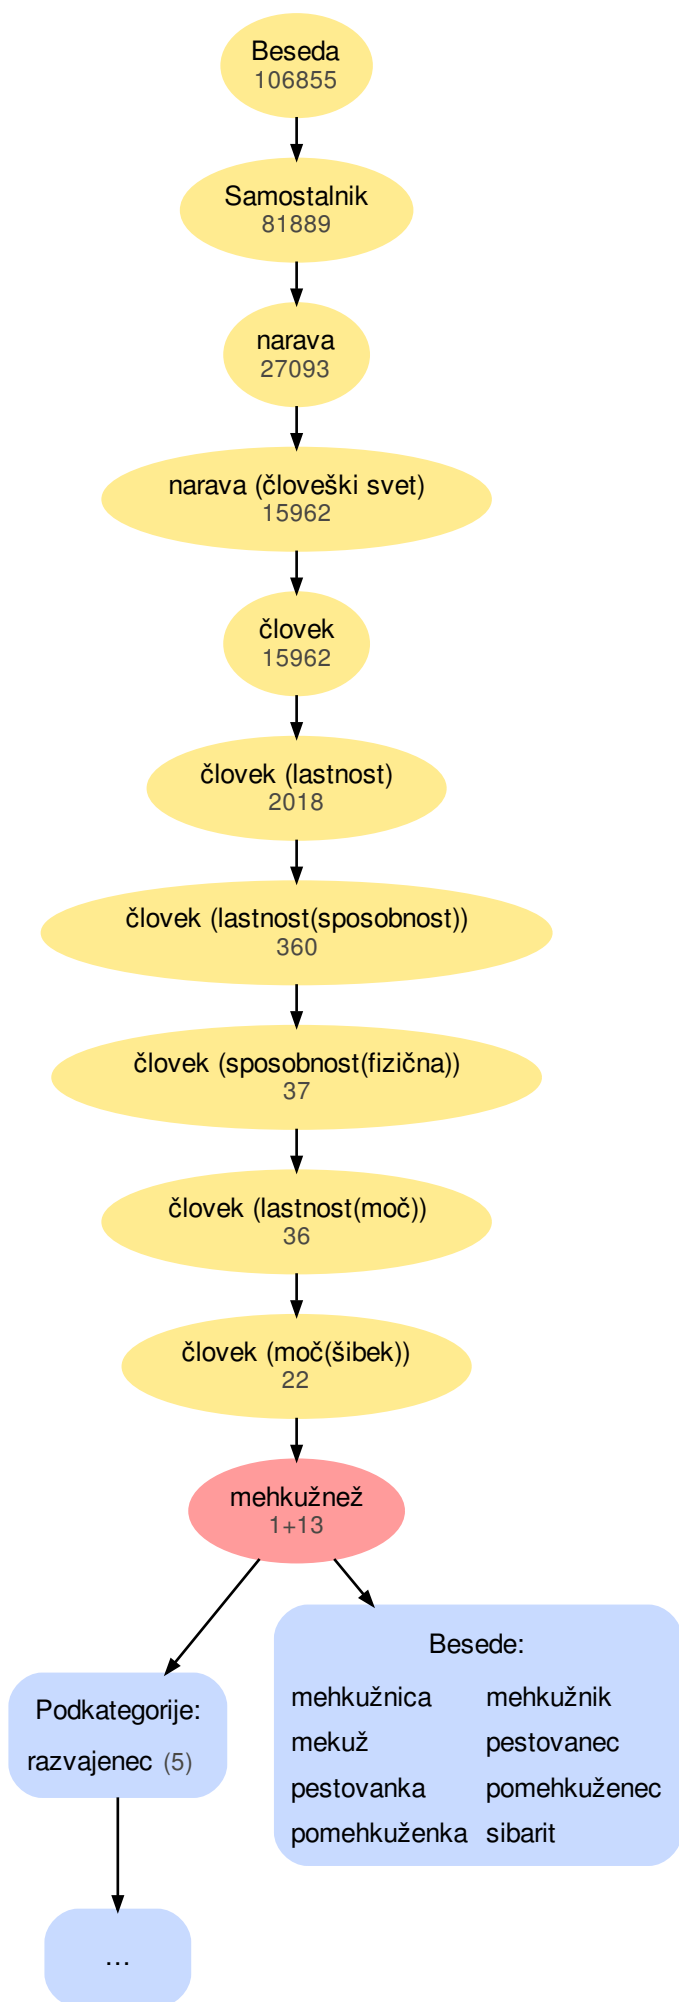 Beseda
106855
Samostalnik
81889
narava
27093
narava (človeški svet)
15962
človek
15962
človek (lastnost)
2018
človek (lastnost(sposobnost))
360
človek (sposobnost(fizična))
37
človek (lastnost(moč))
36
človek (moč(šibek))
22
mehkužnež
1+13
Podkategorije:
razvajenec (5)
...
Besede:
mehkužnica mehkužnik
mekuž pestovanec
pestovanka pomehkuženec
pomehkuženka sibarit